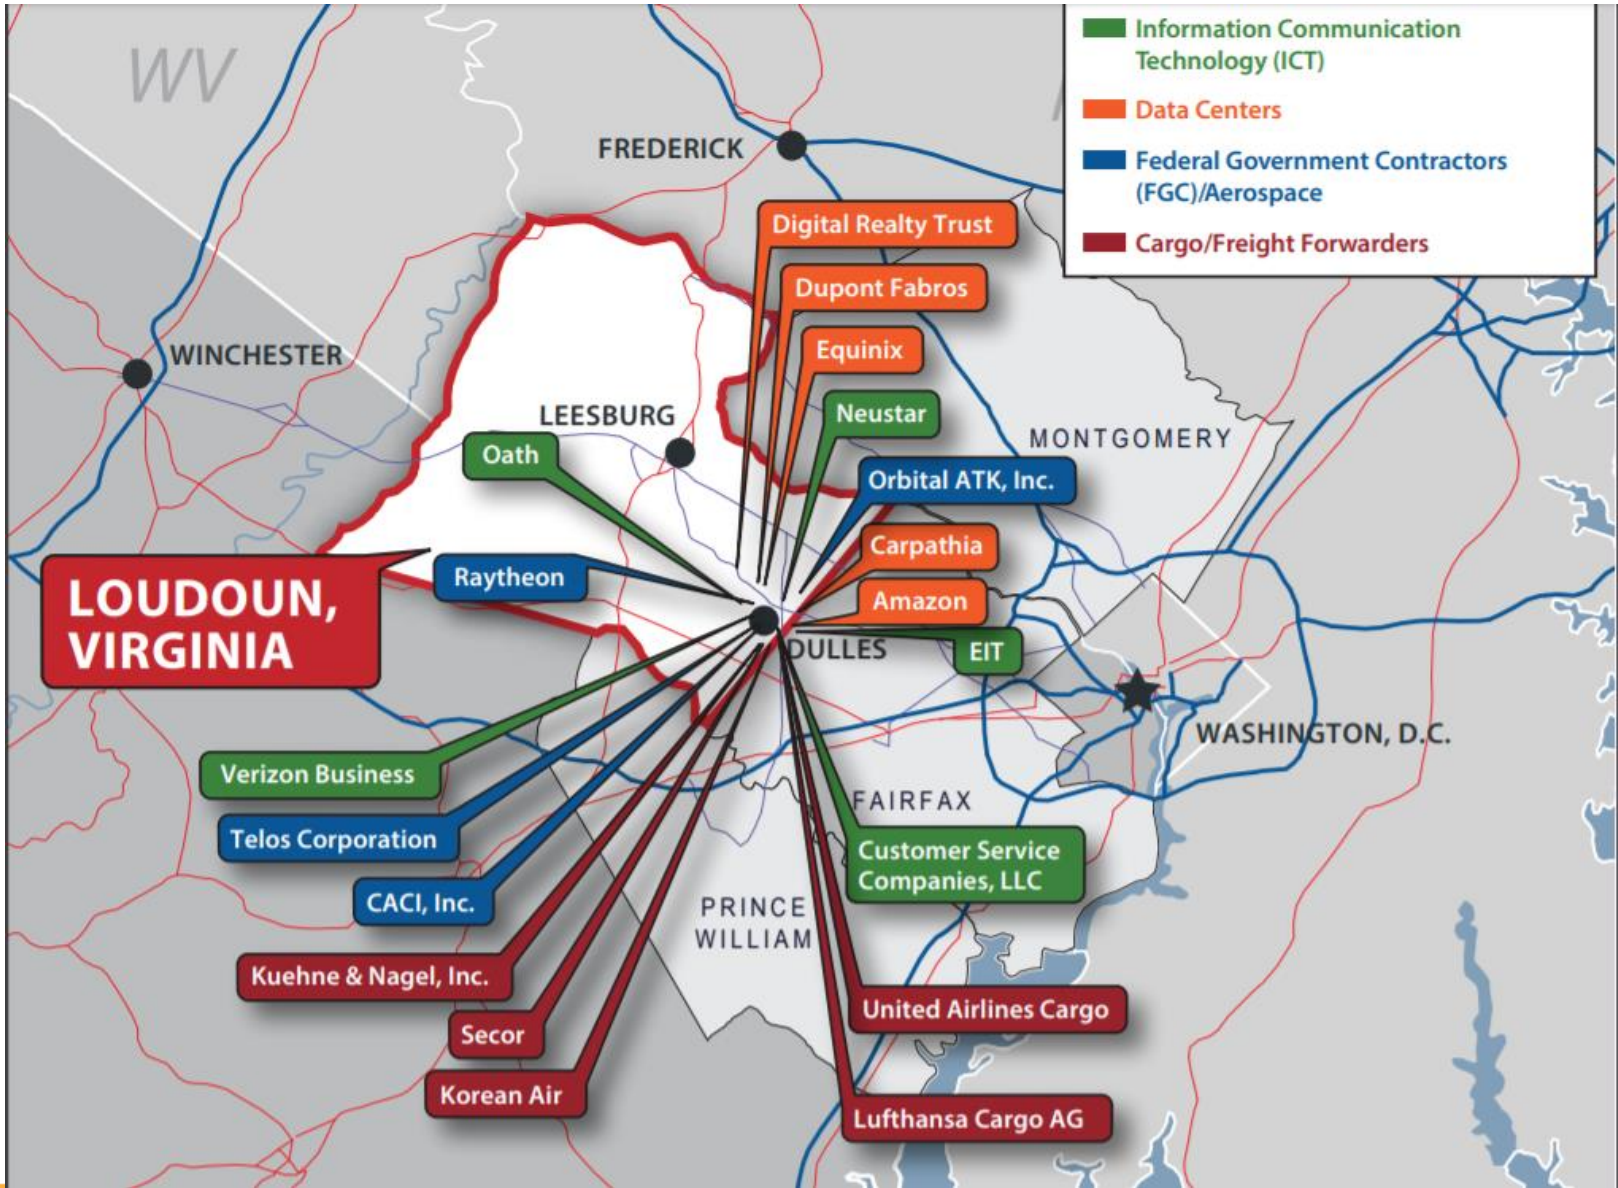 WV
Information Communication
Technology (ICT)
Data Centers
Federal Government Contractors
(FGC)/Aerospace
Cargo/Freight Forwarders
FREDERICK
Digital Realty Trust
Dupont Fabros
WINCHESTER
Equinix
LEESBURG
Neustar
MONTGOMERY
Oath
Orbital ATK, Inc.
Carpathia
Raytheon
LOUDOUN,
VIRGINIA
Amazon
DULLES
EIT
WASHINGTON, D.C.
Verizon Business
FAIRFAX
Telos Corporation
Customer Service
Companies, LLC
CACI, Inc.
PRINCE
WILLIAM
Kuehne & Nagel, Inc.
United Airlines Cargo
Secor
Korean Air
Lufthansa Cargo AG